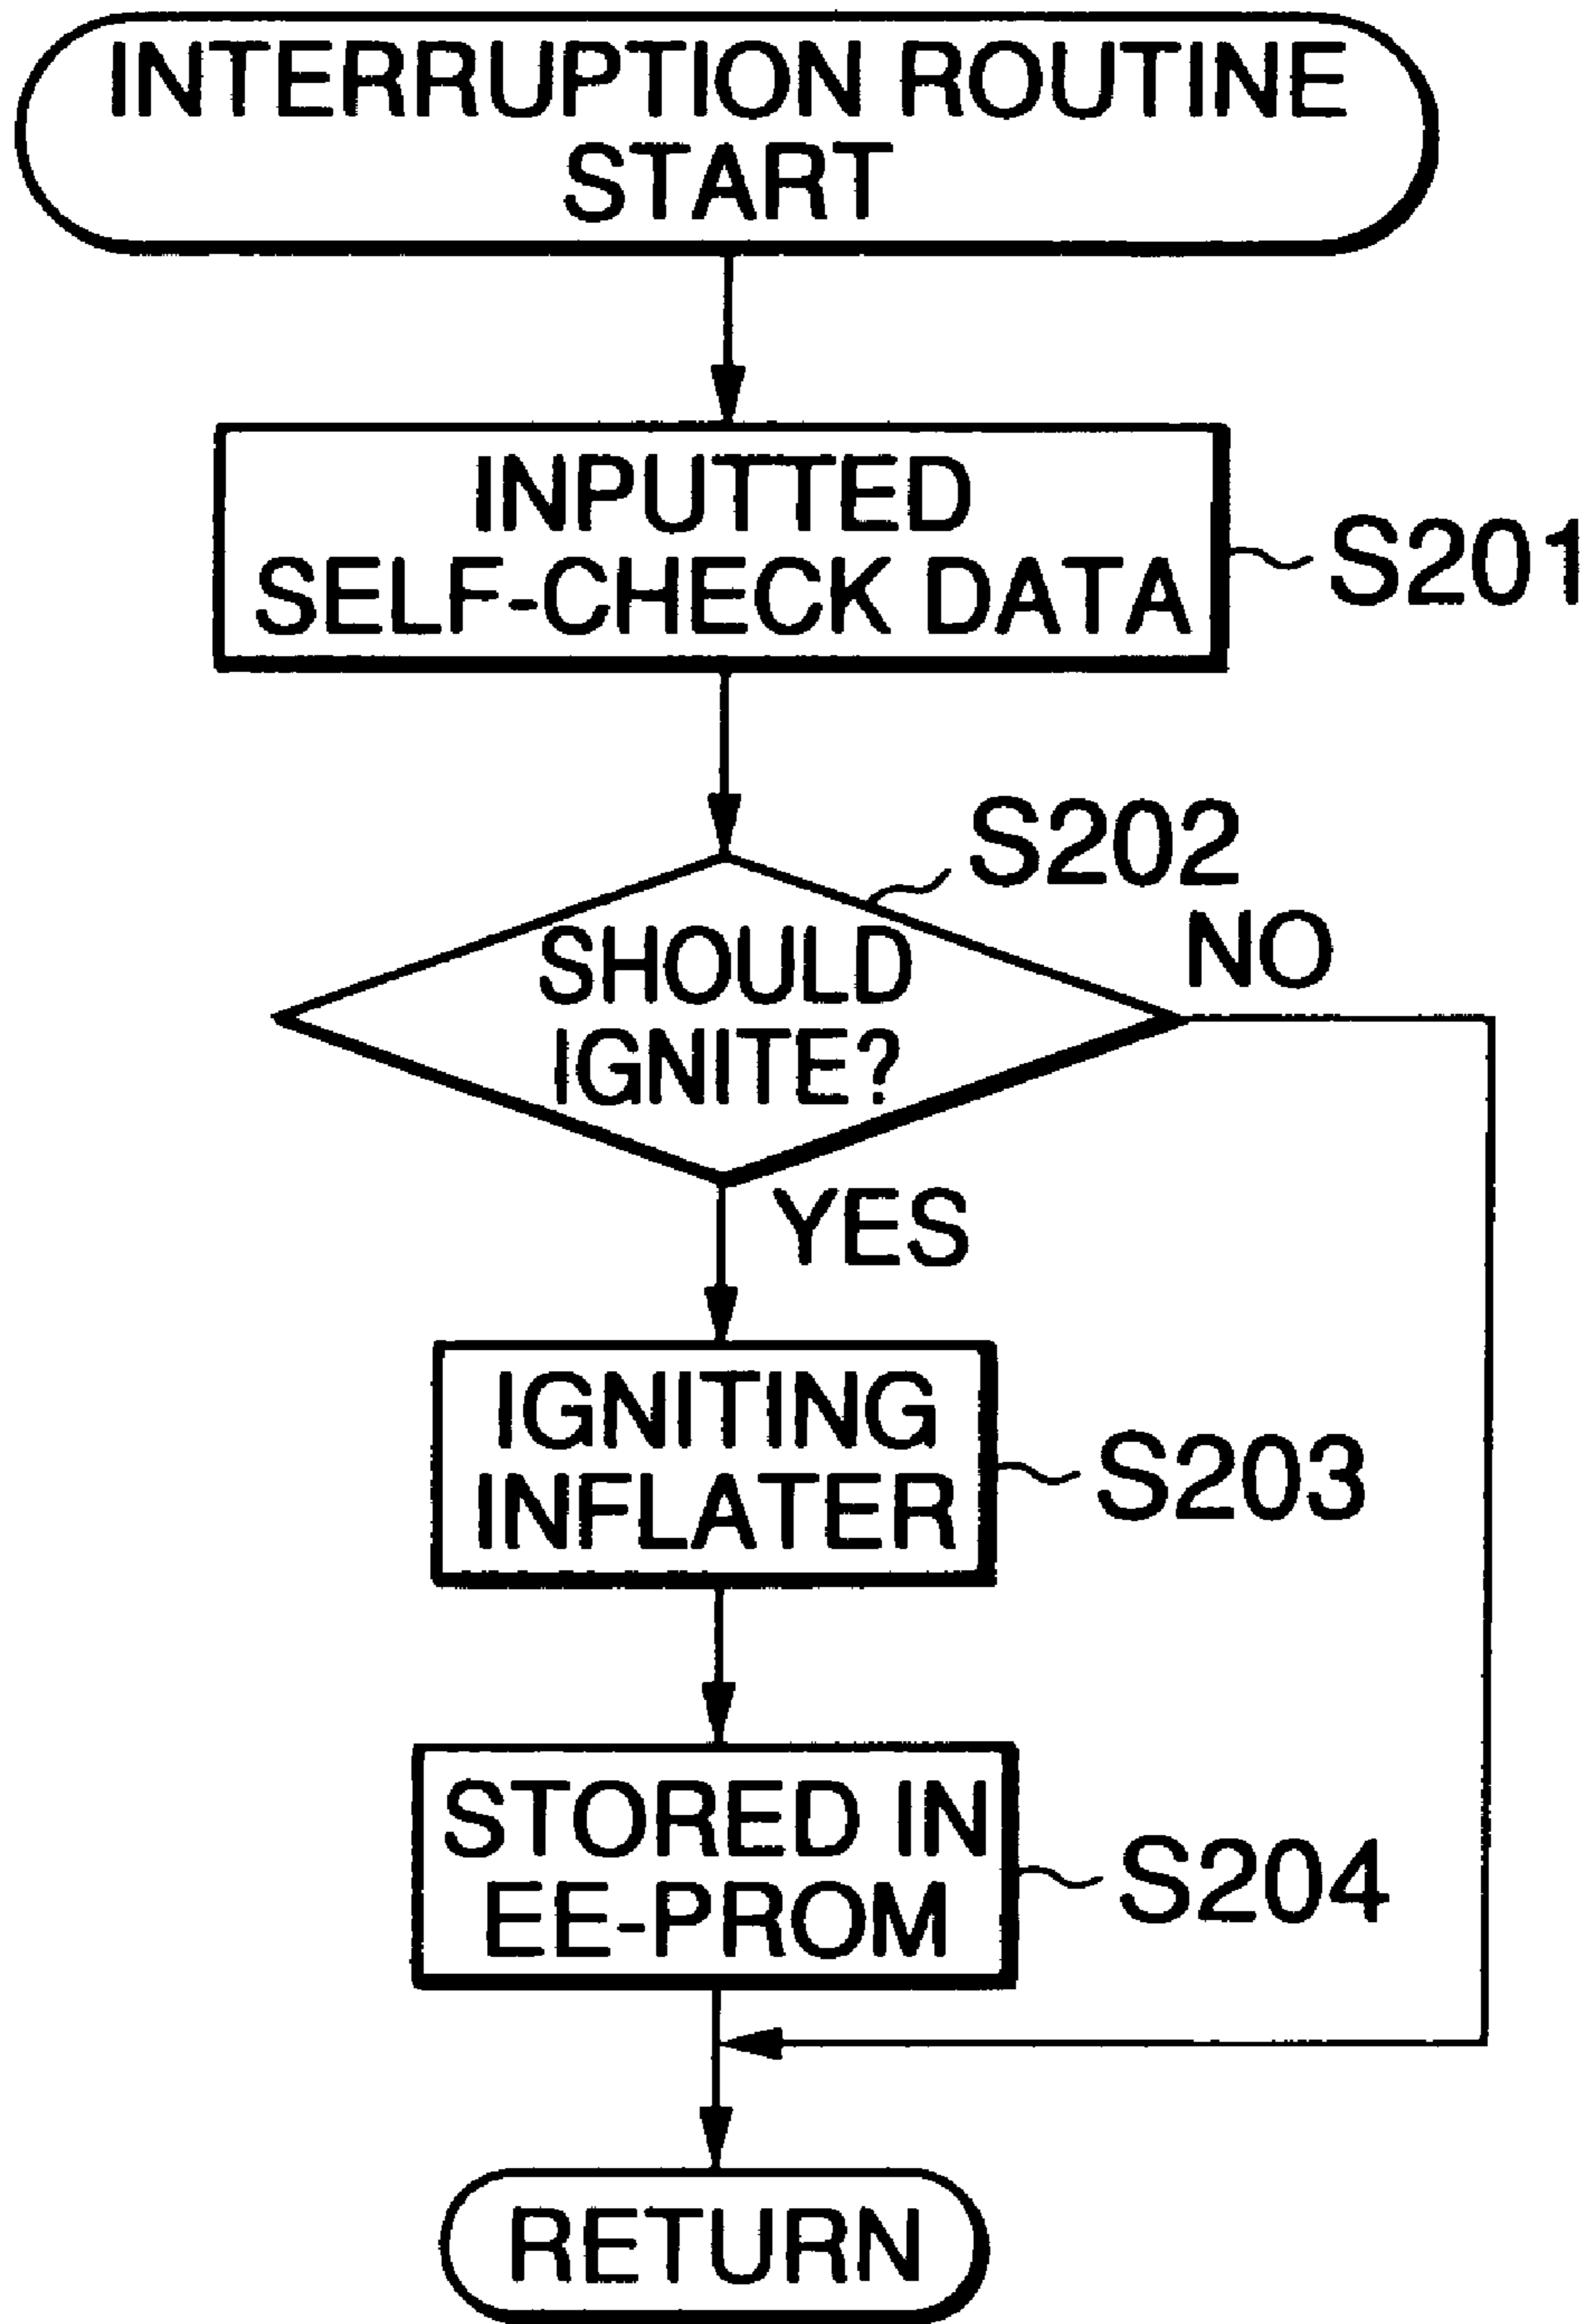 INTERRUPTION ROUTINE
START
INPUTTED
SELF-CHECK DATA
S201
S202
SHOULD
IGNITE?
NO
YES
IGNITING
INFLATER
S203
STORED IN
EE-PROM
S204
RETURN